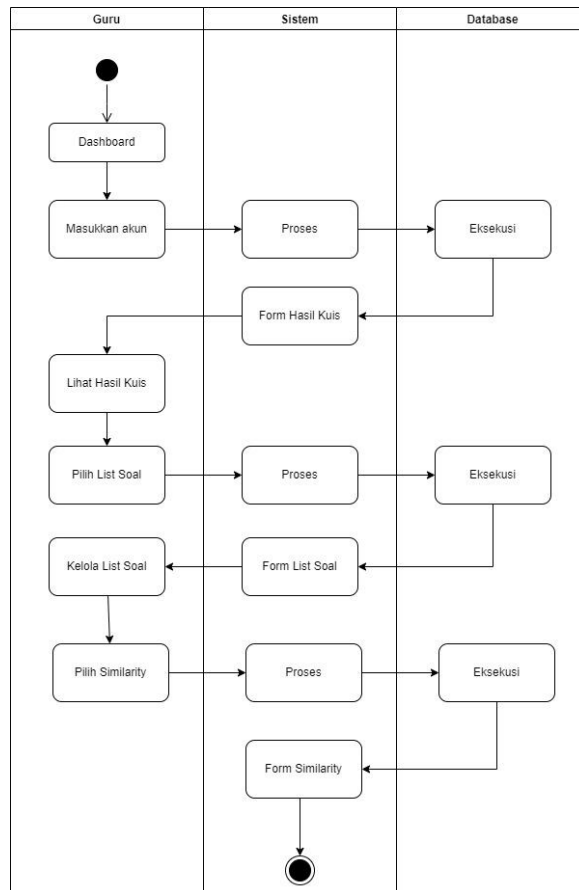 Guru
Sistem
Database
Dashboard
Masukkan akun
Proses
Eksekusi
Form Hasil Kuis
Lihat Hasil Kuis
Pilih List Soal
Proses
Eksekusi
Kelola List Soal
Form List Soal
Pilih Similarity
Proses
Eksekusi
Form Similarity